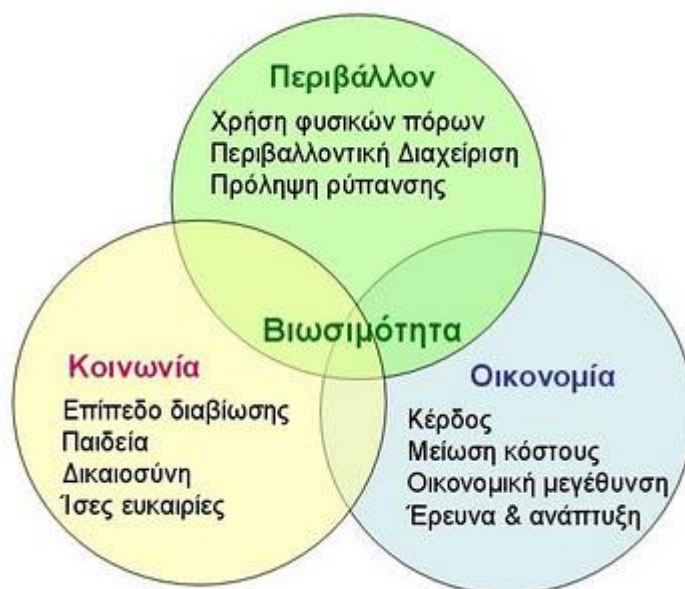 Περιβάλλον
Χρήση φυσικών πόρων
Περιβαλλοντική Διαχείριση
Πρόληψη ρύπανσης
Βιωσιμότητα
Κοινωνία
Επίπεδο διαβίωσης
Παιδεία
Δικαιοσύνη
Ίσες ευκαιρίες
Οικονομία
Κέρδος
Μείωση κόστους
Οικονομική μεγέθυνση
Έρευνα & ανάπτυξη